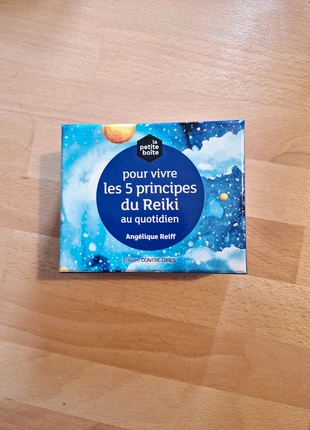 la
petite
boîte
pour vivre
les 5 principes
du Reiki
au quotidien
Angélique Reiff
CONTRE-DIRES